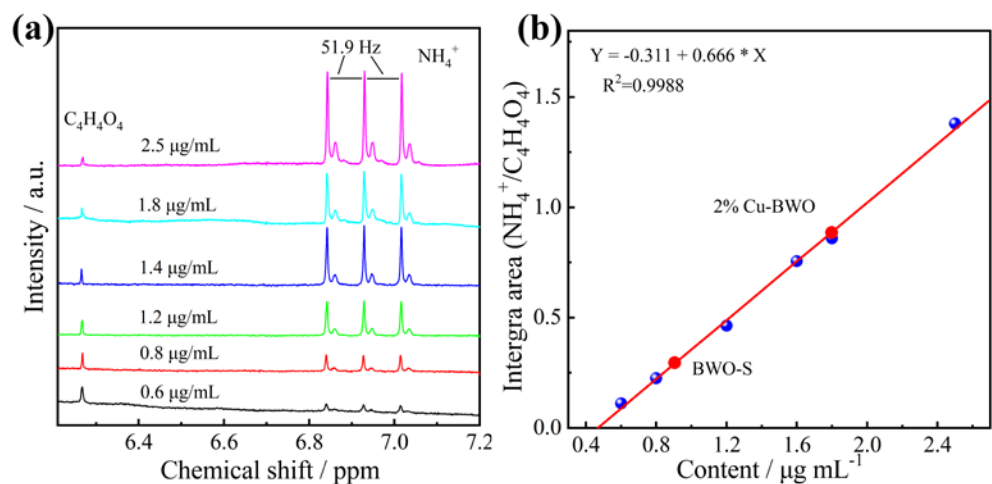 (a)
51.9 Hz
NH₄⁺
C₄H₄O₄
2.5 μg/mL
1.8 μg/mL
1.4 μg/mL
1.2 μg/mL
0.8 μg/mL
0.6 μg/mL
Intensity / a.u.
6.4 6.6 6.8 7.0 7.2
Chemical shift / ppm
(b)
Y = -0.311 + 0.666 * X
R²=0.9988
2% Cu-BWO
BWO-S
Intergra area (NH₄⁺/C₄H₄O₄)
1.5
1.0
0.5
0.0
0.4 0.8 1.2 1.6 2.0 2.4
Content / μg mL⁻¹